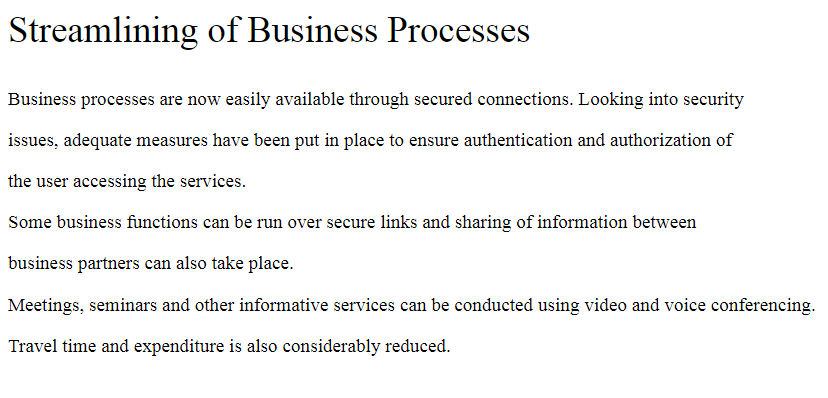 Streamlining of Business Processes
Business processes are now easily available through secured connections. Looking into security
issues, adequate measures have been put in place to ensure authentication and authorization of
the user accessing the services.
Some business functions can be run over secure links and sharing of information between
business partners can also take place.
Meetings, seminars and other informative services can be conducted using video and voice conferencing.
Travel time and expenditure is also considerably reduced.